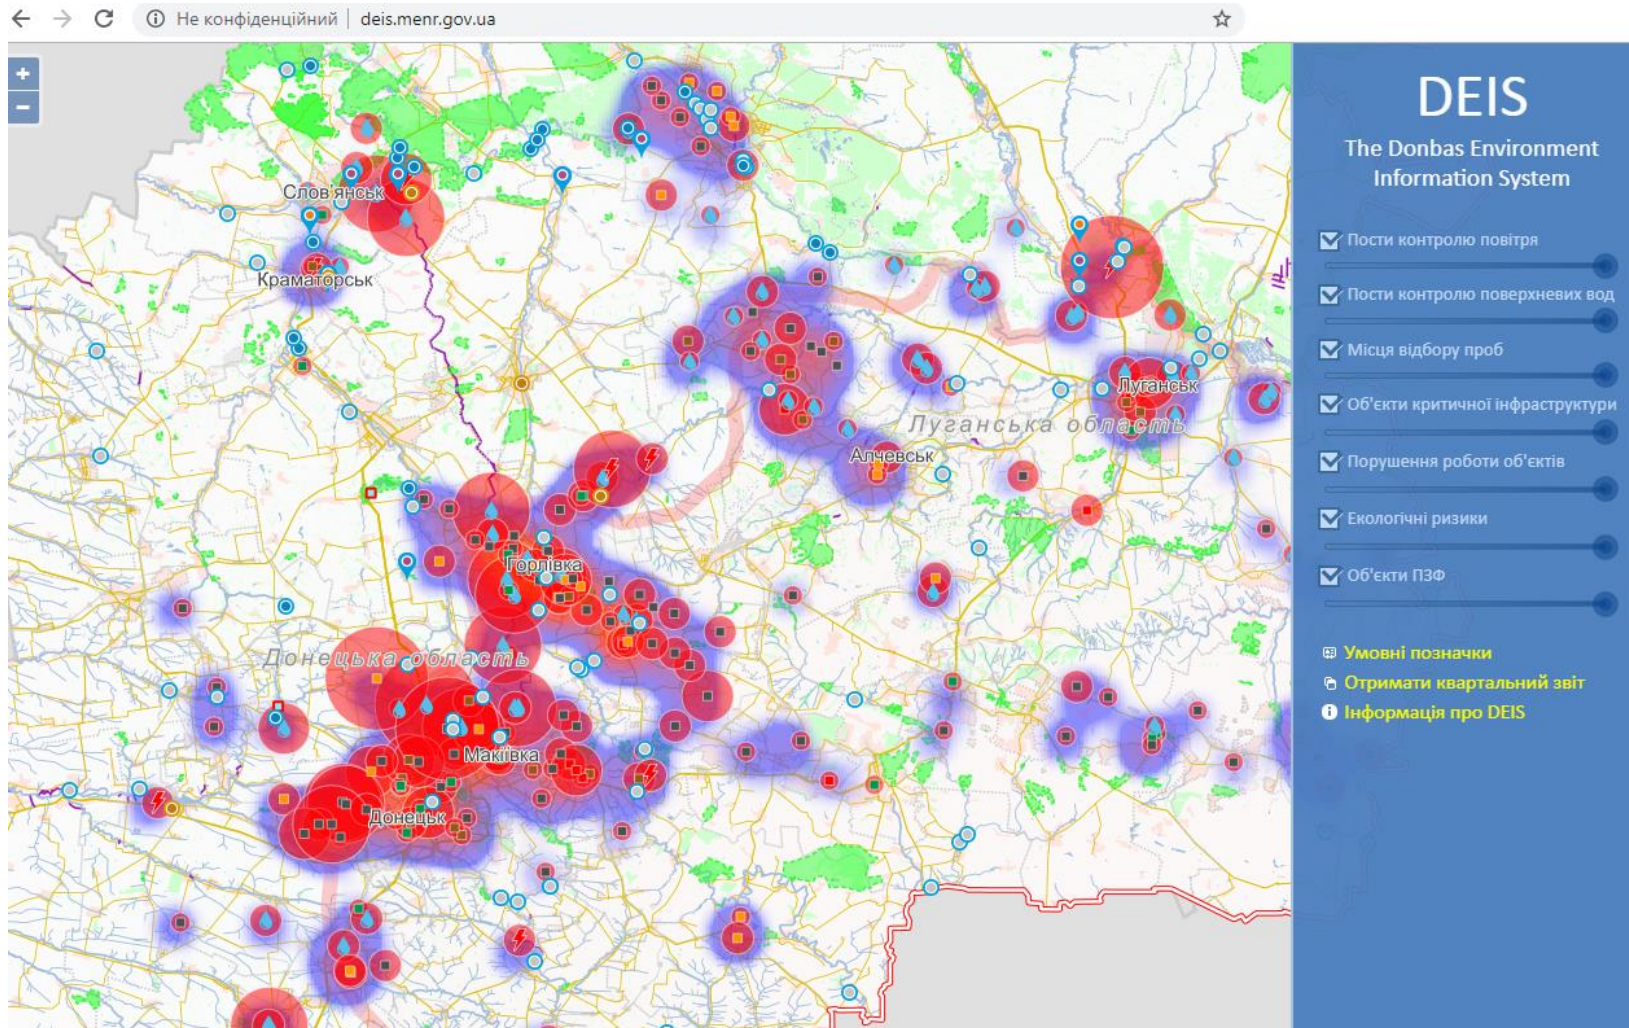 Не конфіденційний
deis.menr.gov.ua
+
−
DEIS
The Donbas Environment
Information System
Пости контролю повітря
Пости контролю поверхневих вод
Місця відбору проб
Об'єкти критичної інфраструктури
Порушення роботи об'єктів
Екологічні ризики
Об'єкти ПЗФ
Умовні позначки
Отримати квартальний звіт
Інформація про DEIS
Слов'янськ
Краматорськ
Луганськ
Луганська область
Алчевськ
Горлівка
Донецька область
Макіївка
Донецьк